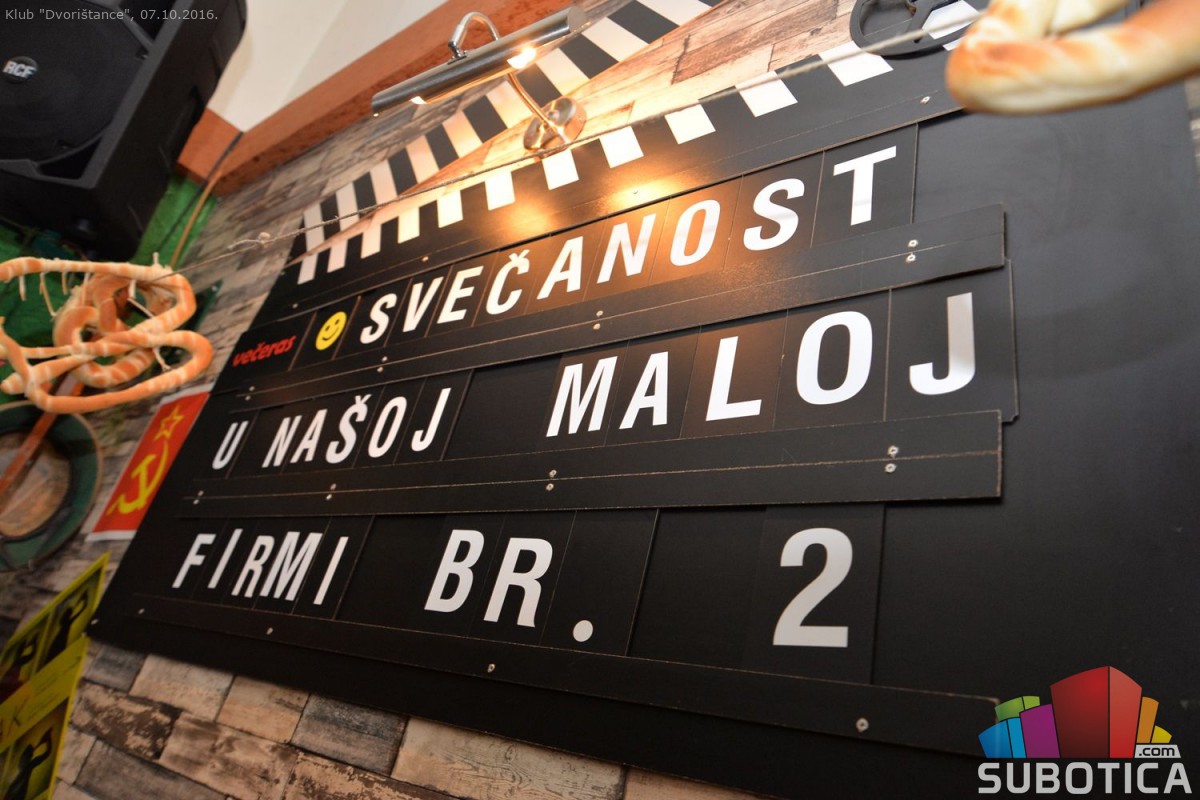 Klub "Dvorištance", 07.10.2016.
RCF
večeras SVEČANOST
U NAŠOJ MALOJ
FIRMI BR. 2
.com
SUBOTICA